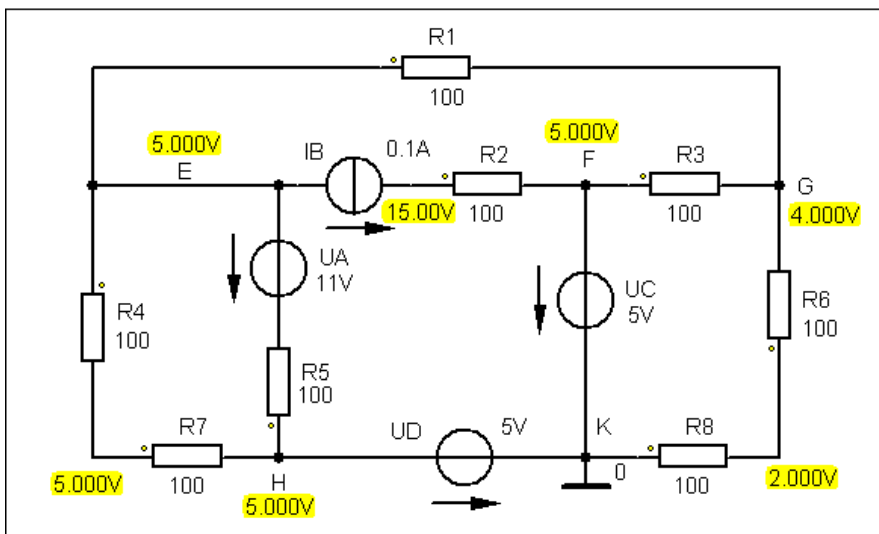 R1
100
5.000V
E
IB
0.1A
R2
100
15.00V
5.000V
F
R3
100
G
4.000V
UA
11V
UC
5V
R4
100
R6
100
R5
100
R7
100
UD
5V
K
0
R8
100
5.000V
H
5.000V
2.000V